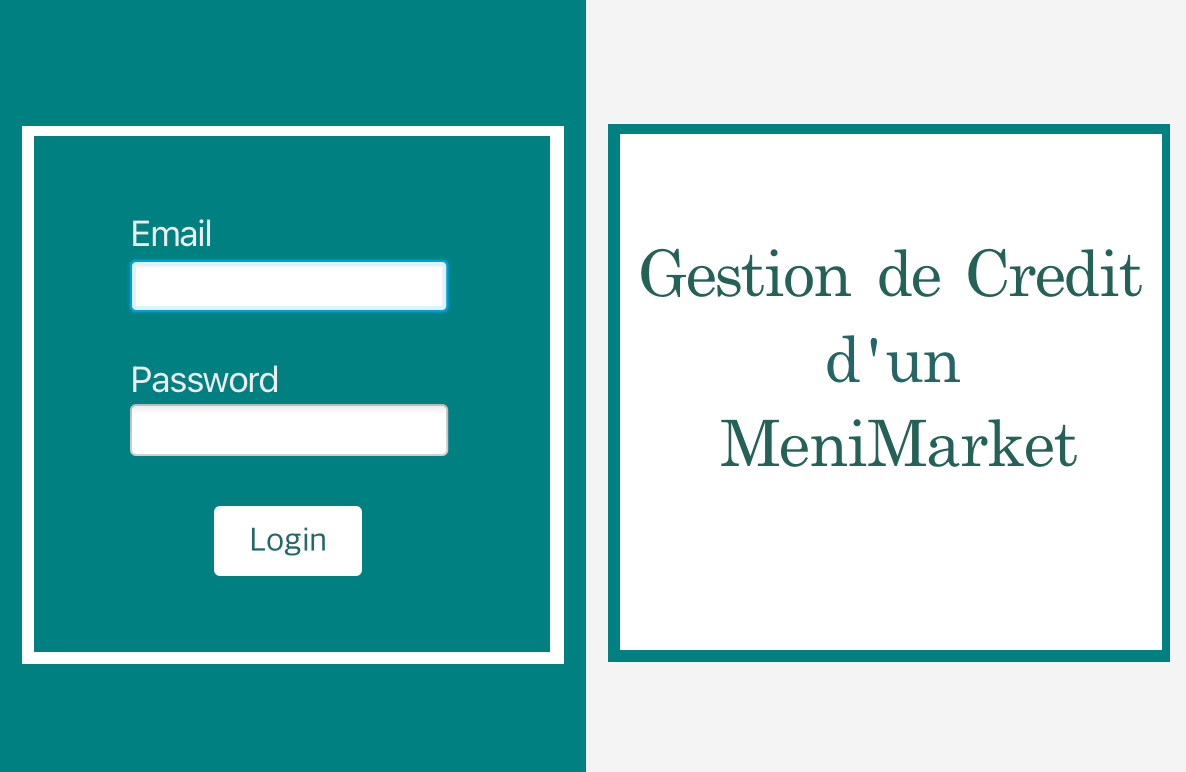 Email
Password
Login
Gestion de Credit
d'un
MeniMarket